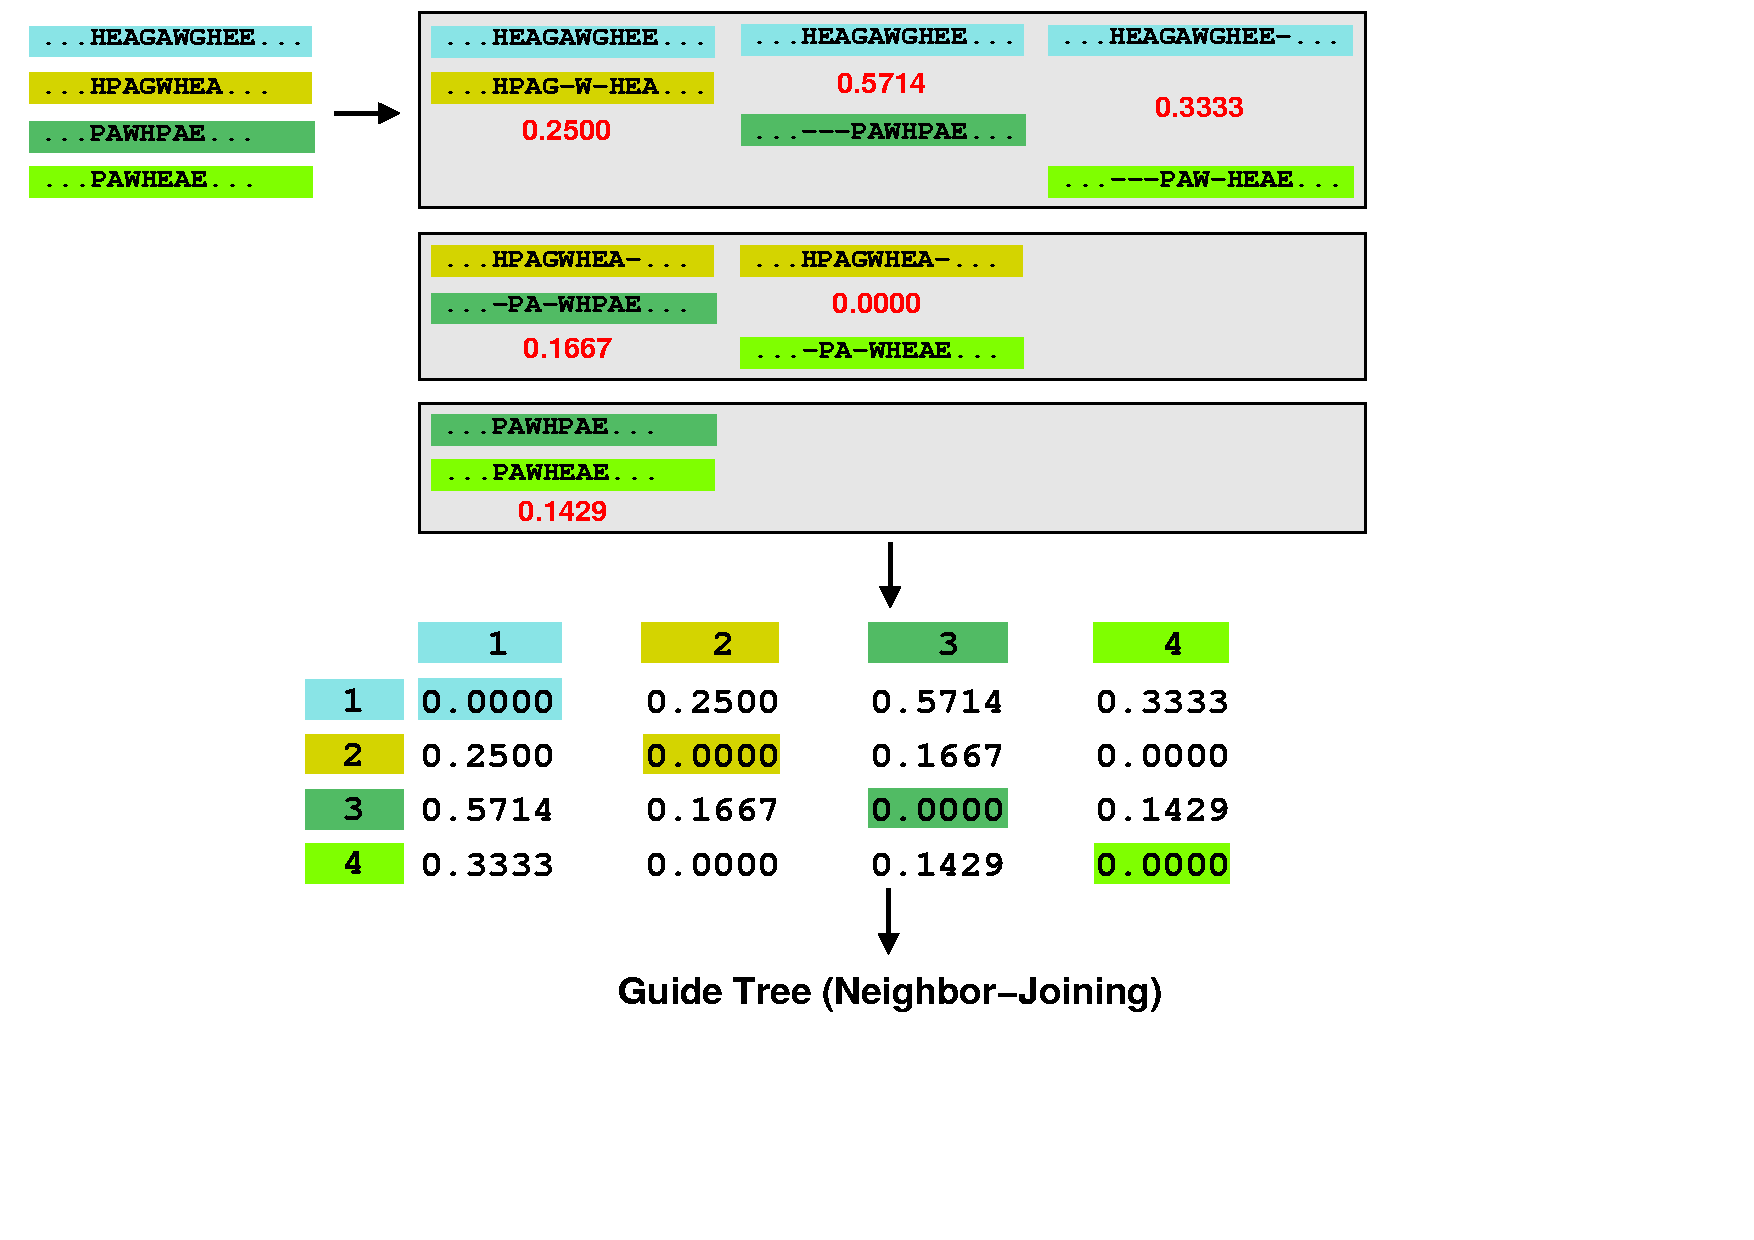 ...HEAGAWGHEE...
...HPAGWHEA...
...PAWHPAE...
...PAWHEAE...
...HEAGAWGHEE... ...HEAGAWGHEE... ...HEAGAWGHEE-...
...HPAG-W-HEA... 0.5714 0.3333
0.2500 ...---PAWHPAE...
...---PAW-HEAE...
...HPAGWHEA-... ...HPAGWHEA-...
...-PA-WHPAE... 0.0000
0.1667 ...-PA-WHEAE...
...PAWHPAE...
...PAWHEAE...
0.1429
1 2 3 4
1 0.0000 0.2500 0.5714 0.3333
2 0.2500 0.0000 0.1667 0.0000
3 0.5714 0.1667 0.0000 0.1429
4 0.3333 0.0000 0.1429 0.0000
Guide Tree (Neighbor-Joining)